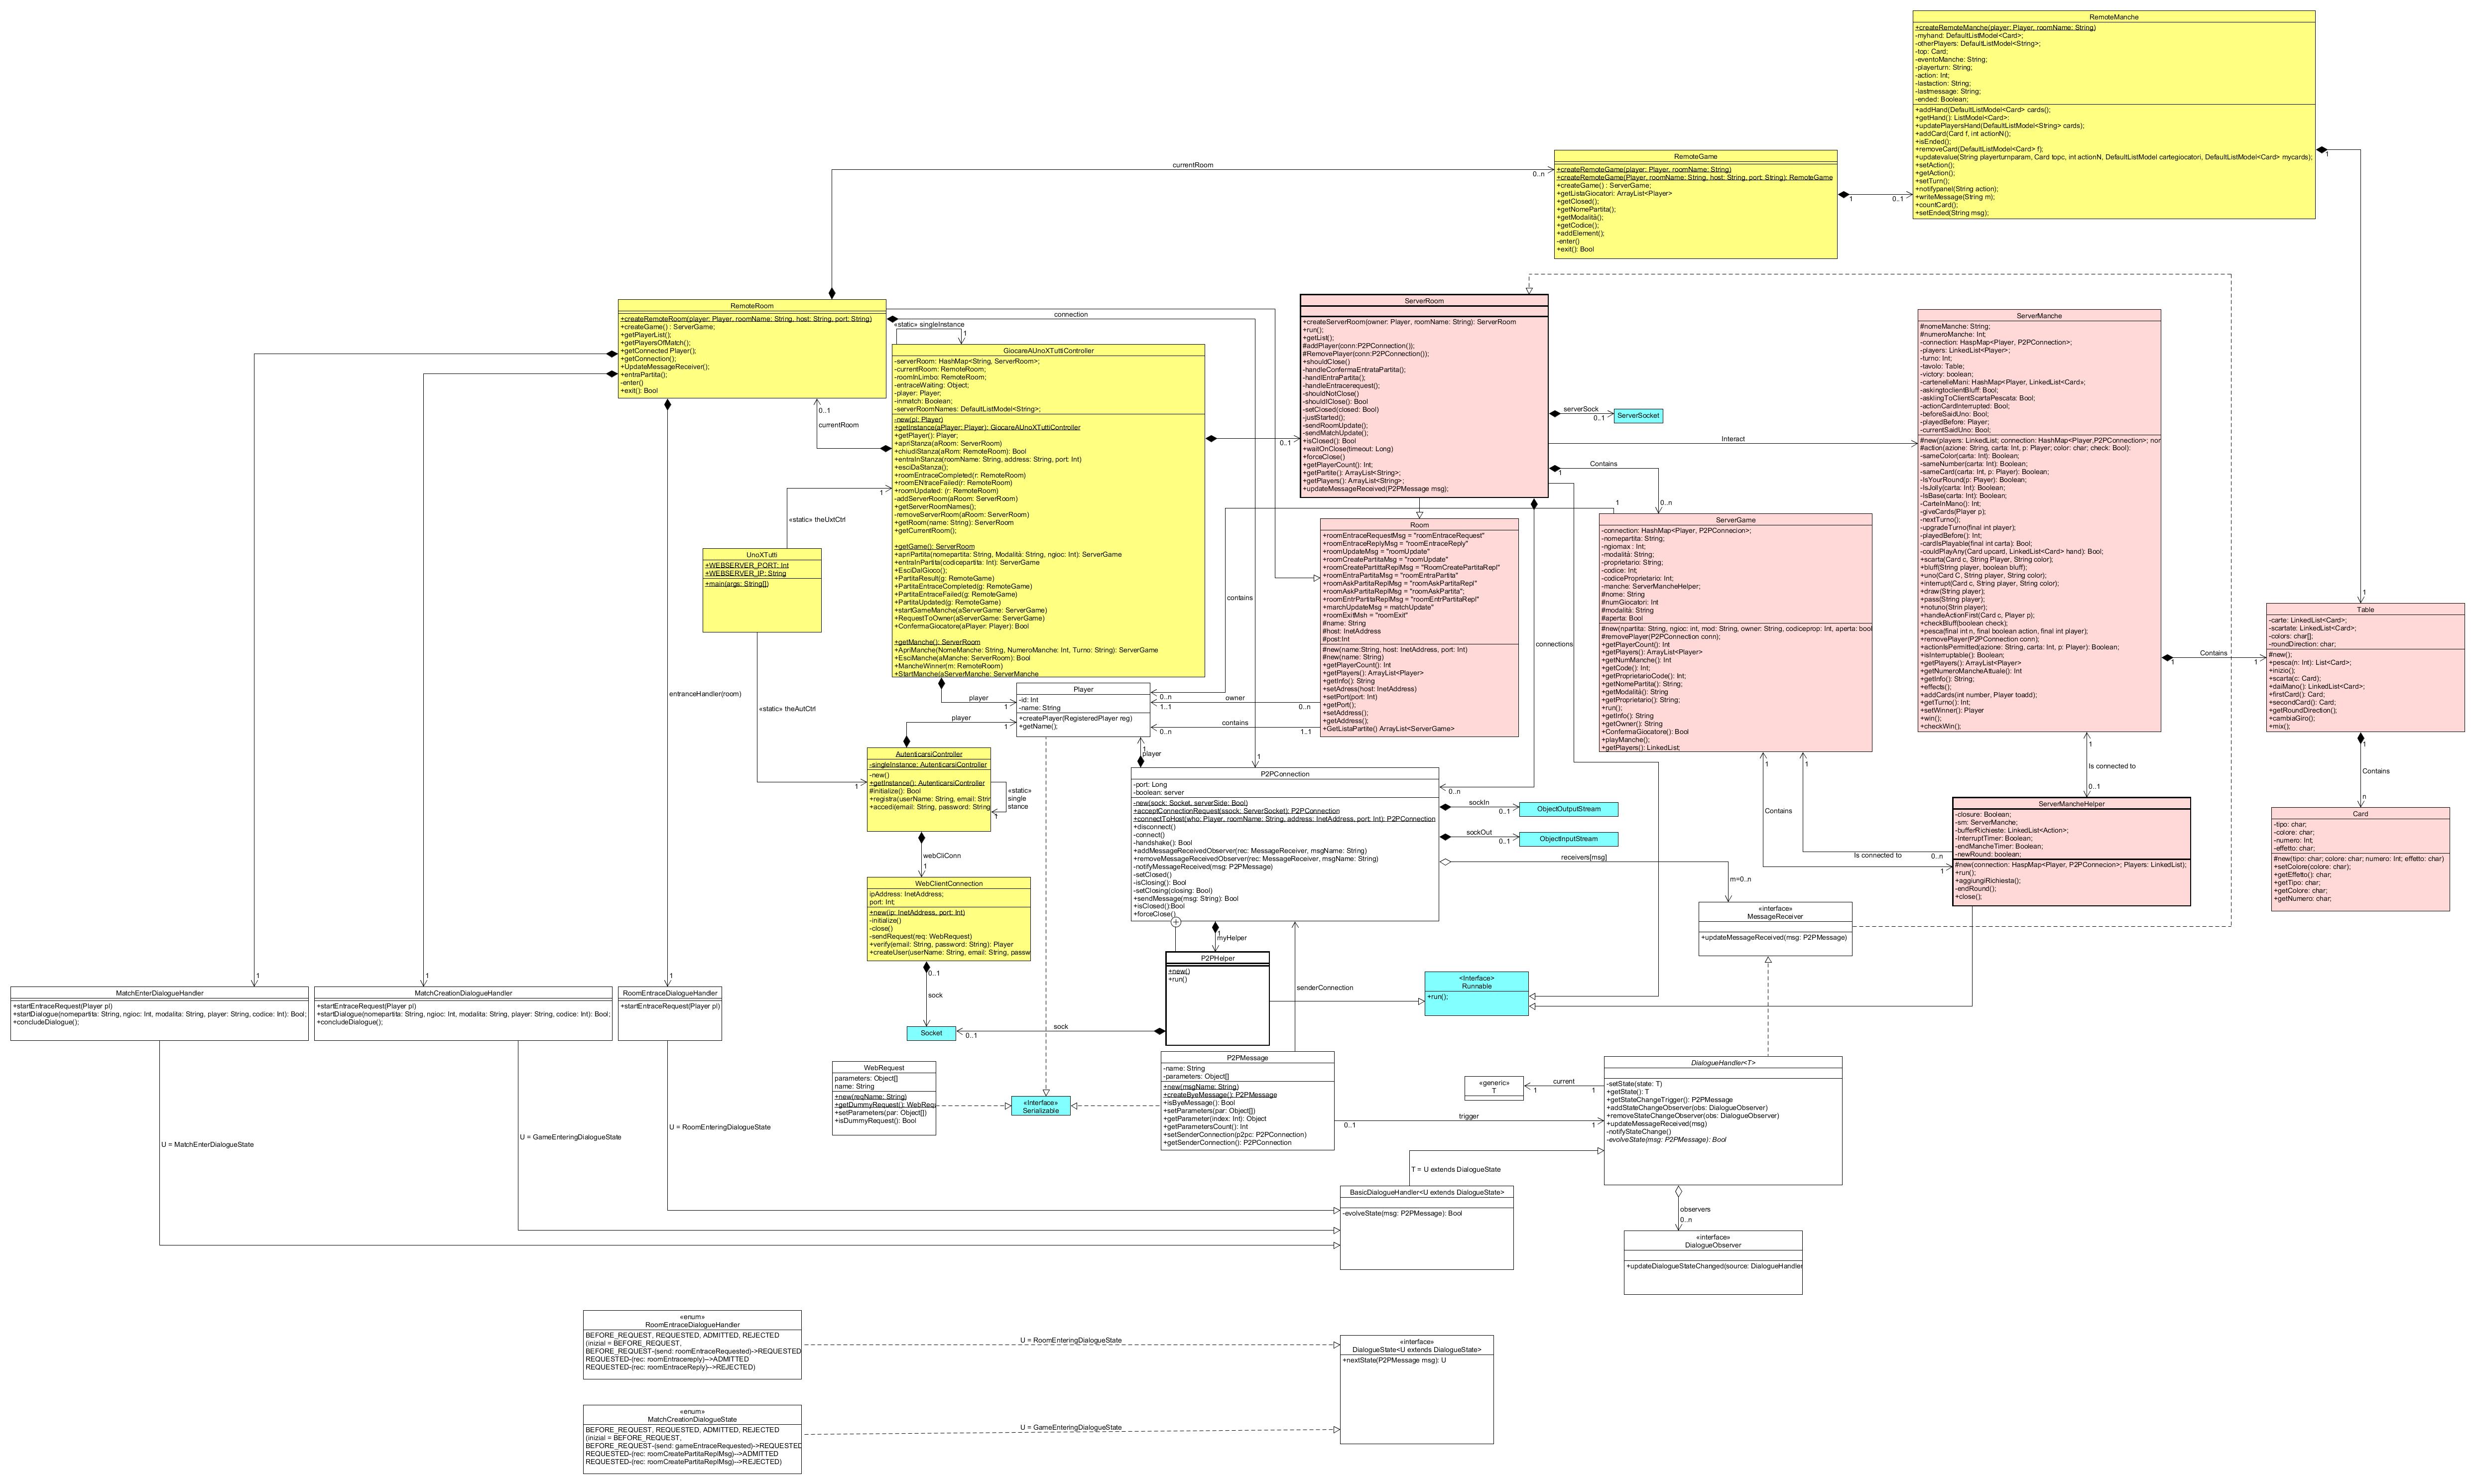 RemoteManche
+createRemoteManche(player: Player, roomName: String)
-myhand: DefaultListModel<Card>;
-otherPlayers: DefaultListModel<String>;
-top: Card;
-eventoManche: String;
-playerturn: String;
-action: Int;
-lastaction: String;
-lastmessage: String;
-ended: Boolean;
+addHand(DefaultListModel<Card> cards();
+getHand(): ListModel<Card>:
+updatePlayersHand(DefaultListModel<String> cards);
+addCard(Card f, int actionN();
+isEnded();
+removeCard(DefaultListModel<Card> f);
+updatevalue(String playerturnparam, Card topc, int actionN, DefaultListModel cartegiocatori, DefaultListModel<Card> mycards);
+setAction();
+getAction();
+setTurn();
+notifypanel(String action);
+writeMessage(String m);
+countCard();
+setEnded(String msg);
1
currentRoom
0..n
RemoteGame
+createRemoteGame(player: Player, roomName: String)
+createRemoteGame(Player, roomName: String, host: String, port: String): RemoteGame
+createGame() : ServerGame;
+getListaGiocatori: ArrayList<Player>
+getClosed();
+getNomePartita();
+getModalità();
+getCodice();
+addElement();
-enter()
+exit(): Bool
1
0..1
RemoteRoom
+createRemoteRoom(player: Player, roomName: String, host: String, port: String)
+createGame() : ServerGame;
+getPlayerList();
+getPlayersOfMatch();
+getConnected Player();
+getConnection();
+UpdateMessageReceiver();
+entraPartita();
-enter()
+exit(): Bool
connection
«static» singleInstance
1
0..1
currentRoom
GiocareAUnoXTuttiController
-serverRoom: HashMap<String, ServerRoom>;
-currentRoom: RemoteRoom;
-roomInLimbo: RemoteRoom;
-entraceWaiting: Object;
-player: Player;
-inmatch: Boolean;
-serverRoomNames: DefaultListModel<String>;
-new(pl: Player)
+getInstance(aPlayer: Player): GiocareAUnoXTuttiController
+getPlayer(): Player;
+apriStanza(aRoom: ServerRoom)
+chiudiStanza(aRom: RemoteRoom): Bool
+entraInStanza(roomName: String, address: String, port: Int)
+esciDaStanza();
+roomEntraceCompleted(r: RemoteRoom)
+roomENtraceFailed(r: RemoteRoom)
+roomUpdated: (r: RemoteRoom)
-addServerRoom(aRoom: ServerRoom)
+getServerRoomNames();
-removeServerRoom(aRoom: ServerRoom)
+getRoom(name: String): ServerRoom
+getCurrentRoom();
+getGame(): ServerRoom
+apriPartita(nomepartita: String, Modalità: String, ngioc: Int): ServerGame
+entraInPartita(codicepartita: Int): ServerGame
+EsciDalGioco();
+PartitaResult(g: RemoteGame)
+PartitaEntraceCompleted(g: RemoteGame)
+PartitaEntraceFailed(g: RemoteGame)
+PartitaUpdated(g: RemoteGame)
+startGameManche(aServerGame: ServerGame)
+RequestToOwner(aServerGame: ServerGame)
+ConfermaGiocatore(aPlayer: Player): Bool
+getManche(): ServerRoom
+ApriManche(NomeManche: String, NumeroManche: Int, Turno: String): ServerGame
+EsciManche(aManche: ServerRoom): Bool
+MancheWinner(m: RemoteRoom)
+StartManche(aServerManche: ServerManche
0..1
ServerRoom
+createServerRoom(owner: Player, roomName: String): ServerRoom
+run();
+getList();
#addPlayer(conn:P2PConnection());
#RemovePlayer(conn:P2PConnection());
+shouldClose()
-handleConfermaEntrataPartita();
-handlEntraPartita();
-handleEntracerequest();
-shouldNotClose()
-shouldIClose(): Bool
-setClosed(closed: Bool)
-justStarted();
-sendRoomUpdate();
-sendMatchUpdate();
+isClosed(): Bool
+waitOnClose(timeout: Long)
+forceClose()
+getPlayerCount(): Int;
+getPartite(): ArrayList<String>;
+getPlayers(): ArrayList<String>;
+updateMessageReceived(P2PMessage msg);
serverSock
0..1
ServerSocket
Interact
Contains
1
0..n
ServerManche
#nomeManche: String;
#numeroManche: Int;
-connection: HaspMap<Player, P2PConnection>;
-players: LinkedList<Player>;
-turno: Int;
-tavolo: Table;
-victory: boolean;
-cartenelleMani: HashMap<Player, LinkedList<Card>;
-askingtoclientBluff: Bool;
-asklingToClientScartaPescata: Bool;
-actionCardInterrupted: Bool;
-beforeSaidUno: Bool;
-playedBefore: Player;
-currentSaidUno: Bool;
#new(players: LinkedList; connection: HashMap<Player,P2PConnection>; nor
#action(azione: String, carta: Int, p: Player; color: char; check: Bool):
-sameColor(carta: Int): Boolean;
-sameNumber(carta: Int): Boolean;
-sameCard(carta: Int, p: Player): Boolean;
-IsYourRound(p: Player): Boolean;
-IsJolly(carta: Int): Boolean;
-IsBase(carta: Int): Boolean;
-CarteInMano(): Int;
-giveCards(Player p);
-nextTurno();
-upgradeTurno(final int player);
-playedBefore(): Int;
-cardIsPlayable(final int carta): Bool;
-couldPlayAny(Card upcard, LinkedList<Card> hand): Bool;
+scarta(Card c, String Player, String color);
+bluff(String player, boolean bluff);
+uno(Card C, String player, String color);
+interrupt(Card c, String player, String color);
+draw(String player);
+pass(String player);
+notuno(Strin player);
+handleActionFirst(Card c, Player p);
+checkBluff(boolean check);
+pesca(final int n, final boolean action, final int player);
+removePlayer(P2PConnection conn);
+actionIsPermitted(azione: String, carta: Int, p: Player): Boolean;
+isInterruptable(): Boolean;
+getPlayers(): ArrayList<Player>
+getNumeroMancheAttuale(): Int
+getInfo(): String;
+effects();
+addCards(int number, Player toadd);
+getTurno(): Int;
+setWinner(): Player
+win();
+checkWin();
Room
+roomEntraceRequestMsg = "roomEntraceRequest"
+roomEntraceReplyMsg = "roomEntraceReply"
+roomUpdateMsg = "roomUpdate"
+roomCreatePartitaMsg = "roomUpdate"
+roomCreatePartittaReplMsg = "RoomCreatePartitaRepl"
+roomEntraPartitaMsg = "roomEntraPartita"
+roomAskPartitaReplMsg = "roomAskPartitaRepl"
+roomAskPartitaReplMsg = "roomAskPartita";
+roomEntrPartitaReplMsg = "roomEntrPartitaRepl"
+marchUpdateMsg = matchUpdate"
+roomExitMsh = "roomExit"
#name: String
#host: InetAddress
#post:Int
#new(name:String, host: InetAddress, port: Int)
#new(name: String)
+getPlayerCount(): Int
+getPlayers(): ArrayList<Player>
+getInfo(): String
+setAdress(host: InetAddress)
+setPort(port: Int)
+getPort();
+setAddress();
+getAddress();
+GetListaPartite() ArrayList<ServerGame>
1
ServerGame
-connection: HashMap<Player, P2PConnecion>;
-nomepartita: String;
-ngiomax : Int;
-modalità: String;
-proprietario: String;
-codice: Int;
-codiceProprietario: Int;
-manche: ServerMancheHelper;
#nome: String;
#numGiocatori: Int
#modalità: String
#aperta: Bool
#new(npartita: String, ngioc: int, mod: String, owner: String, codiceprop: Int, aperta: bool
#removePlayer(P2PConnection conn);
+getPlayerCount(): Int
+getPlayers(): ArrayList<Player>
+getNumManche(): Int
+getCode(): Int;
+getProprietarioCode(): Int;
+getNomePartita(): String;
+getModalità(): String
+getProprietario(): String;
+run();
+getInfo(): String
+getOwner(): String
+ConfermaGiocatore(): Bool
+playManche();
+getPlayers(): LinkedList;
1
«static» theUxtCtrl
UnoXTutti
+WEBSERVER_PORT: Int
+WEBSERVER_IP: String
+main(args: String[])
contains
contains
connections
1
Table
-carte: LinkedList<Card>;
-scartate: LinkedList<Card>;
-colors: char[];
-roundDirection: char;
#new();
+pesca(n: Int): List<Card>;
+inizio();
+scarta(c: Card);
+daiMano(): LinkedList<Card>;
+firstCard(): Card;
+secondCard(): Card;
+getRoundDirection();
+cambiaGiro();
+mix();
1
Contains
1
entranceHandler(room)
«static» theAutCtrl
player
1
Player
-id: Int
-name: String
+createPlayer(RegisteredPlayer reg)
+getName();
0..n
1..1
owner
0..n
0..n
contains
1..1
player
1
AutenticarsiController
-singleInstance: AutenticarsiController
-new()
+getInstance(): AutenticarsiController
#initialize(): Bool
+registra(userName: String, email: Strir
+accedi(email: String, password: String
«static»
single
stance
1
1
1
player
1
P2PConnection
-port: Long
-boolean: server
-new(sock: Socket, serverSide: Bool)
+acceptConnectionRequest(ssock: ServerSocket): P2PConnection
+connectToHost(who: Player, roomName: String, address: InetAddress, port: Int): P2PConnection
+disconnect()
-connect()
-handshake(): Bool
+addMessageReceivedObserver(rec: MessageReceiver, msgName: String)
+removeMessageReceivedObserver(rec: MessageReceiver, msgName: String)
-notifyMessageReceived(msg: P2PMessage)
-setClosed()
-isClosing(): Bool
-setClosing(closing: Bool)
+sendMessage(msg: String): Bool
+isClosed():Bool
+forceClose()
0..n
sockIn
0..1
ObjectOutputStream
sockOut
0..1
ObjectInputStream
receivers[msg]
m=0..n
1
Contains
1
Is connected to
0..n
1
1
Is connected to
0..1
ServerMancheHelper
-closure: Boolean;
-sm: ServerManche;
-bufferRichieste: LinkedList<Action>;
-InterruptTimer: Boolean;
-endMancheTimer: Boolean;
-newRound: boolean;
#new(connection: HaspMap<Player, P2PConnecion>; Players: LinkedList);
+run();
+aggiungiRichiesta();
-endRound();
+close();
1
Contains
n
Card
-tipo: char;
-colore: char;
-numero: Int;
-effetto: char;
#new(tipo: char; colore: char; numero: Int; effetto: char)
+setColore(colore: char);
+getEffetto(): char;
+getTipo: char;
+getColore: char;
+getNumero: char;
webCliConn
1
WebClientConnection
ipAddress: InetAddress;
port: Int;
+new(ip: InetAddress, port: Int)
-initialize()
-close()
-sendRequest(req: WebRequest)
+verify(email: String, password: String): Player
+createUser(userName: String, email: String, passw
0..1
sock
Socket
1
myHelper
P2PHelper
+new()
+run()
senderConnection
sock
0..1
«interface»
MessageReceiver
+updateMessageReceived(msg: P2PMessage)
<Interface>
Runnable
+run();
1
MatchEnterDialogueHandler
+startEntraceRequest(Player pl)
+startDialogue(nomepartita: String, ngioc: Int, modalita: String, player: String, codice: Int): Bool;
+concludeDialogue();
1
MatchCreationDialogueHandler
+startEntraceRequest(Player pl)
+startDialogue(nomepartita: String, ngioc: Int, modalita: String, player: String, codice: Int): Bool;
+concludeDialogue();
1
RoomEntraceDialogueHandler
+startEntraceRequest(Player pl)
WebRequest
parameters: Object[]
name: String
+new(reqName: String)
+getDummyRequest(): WebReq
+setParameters(par: Object[])
+isDummyRequest(): Bool
«Interface»
Serializable
P2PMessage
-name: String
-parameters: Object[]
+new(msgName: String)
+createByeMessage(): P2PMessage
+isByeMessage(): Bool
+setParameters(par: Object[])
+getParameter(index: Int): Object
+getParametersCount(): Int
+setSenderConnection(p2pc: P2PConnection)
+getSenderConnection(): P2PConnection
0..1
trigger
1
«generic»
T
current
1
1
DialogueHandler<T>
-setState(state: T)
+getState(): T
+getStateChangeTrigger(): P2PMessage
+addStateChangeObserver(obs: DialogueObserver)
+removeStateChangeObserver(obs: DialogueObserver)
+updateMessageReceived(msg)
-notifyStateChange()
-evolveState(msg: P2PMessage): Bool
U = MatchEnterDialogueState
U = GameEnteringDialogueState
U = RoomEnteringDialogueState
T = U extends DialogueState
BasicDialogueHandler<U extends DialogueState>
-evolveState(msg: P2PMessage): Bool
observers
0..n
«interface»
DialogueObserver
+updateDialogueStateChanged(source: DialogueHandler
«enum»
RoomEntraceDialogueHandler
BEFORE_REQUEST, REQUESTED, ADMITTED, REJECTED
(inizial = BEFORE_REQUEST,
BEFORE_REQUEST-(send: roomEntraceRequested)->REQUESTED
REQUESTED-(rec: roomEntracereply)-->ADMITTED
REQUESTED-(rec: roomEntraceReply)-->REJECTED)
U = RoomEnteringDialogueState
«interface»
DialogueState<U extends DialogueState>
+nextState(P2PMessage msg): U
«enum»
MatchCreationDialogueState
BEFORE_REQUEST, REQUESTED, ADMITTED, REJECTED
(inizial = BEFORE_REQUEST,
BEFORE_REQUEST-(send: gameEntraceRequested)->REQUESTED
REQUESTED-(rec: roomCreatePartitaReplMsg)-->ADMITTED
REQUESTED-(rec: roomCreatePartitaReplMsg)-->REJECTED)
U = GameEnteringDialogueState